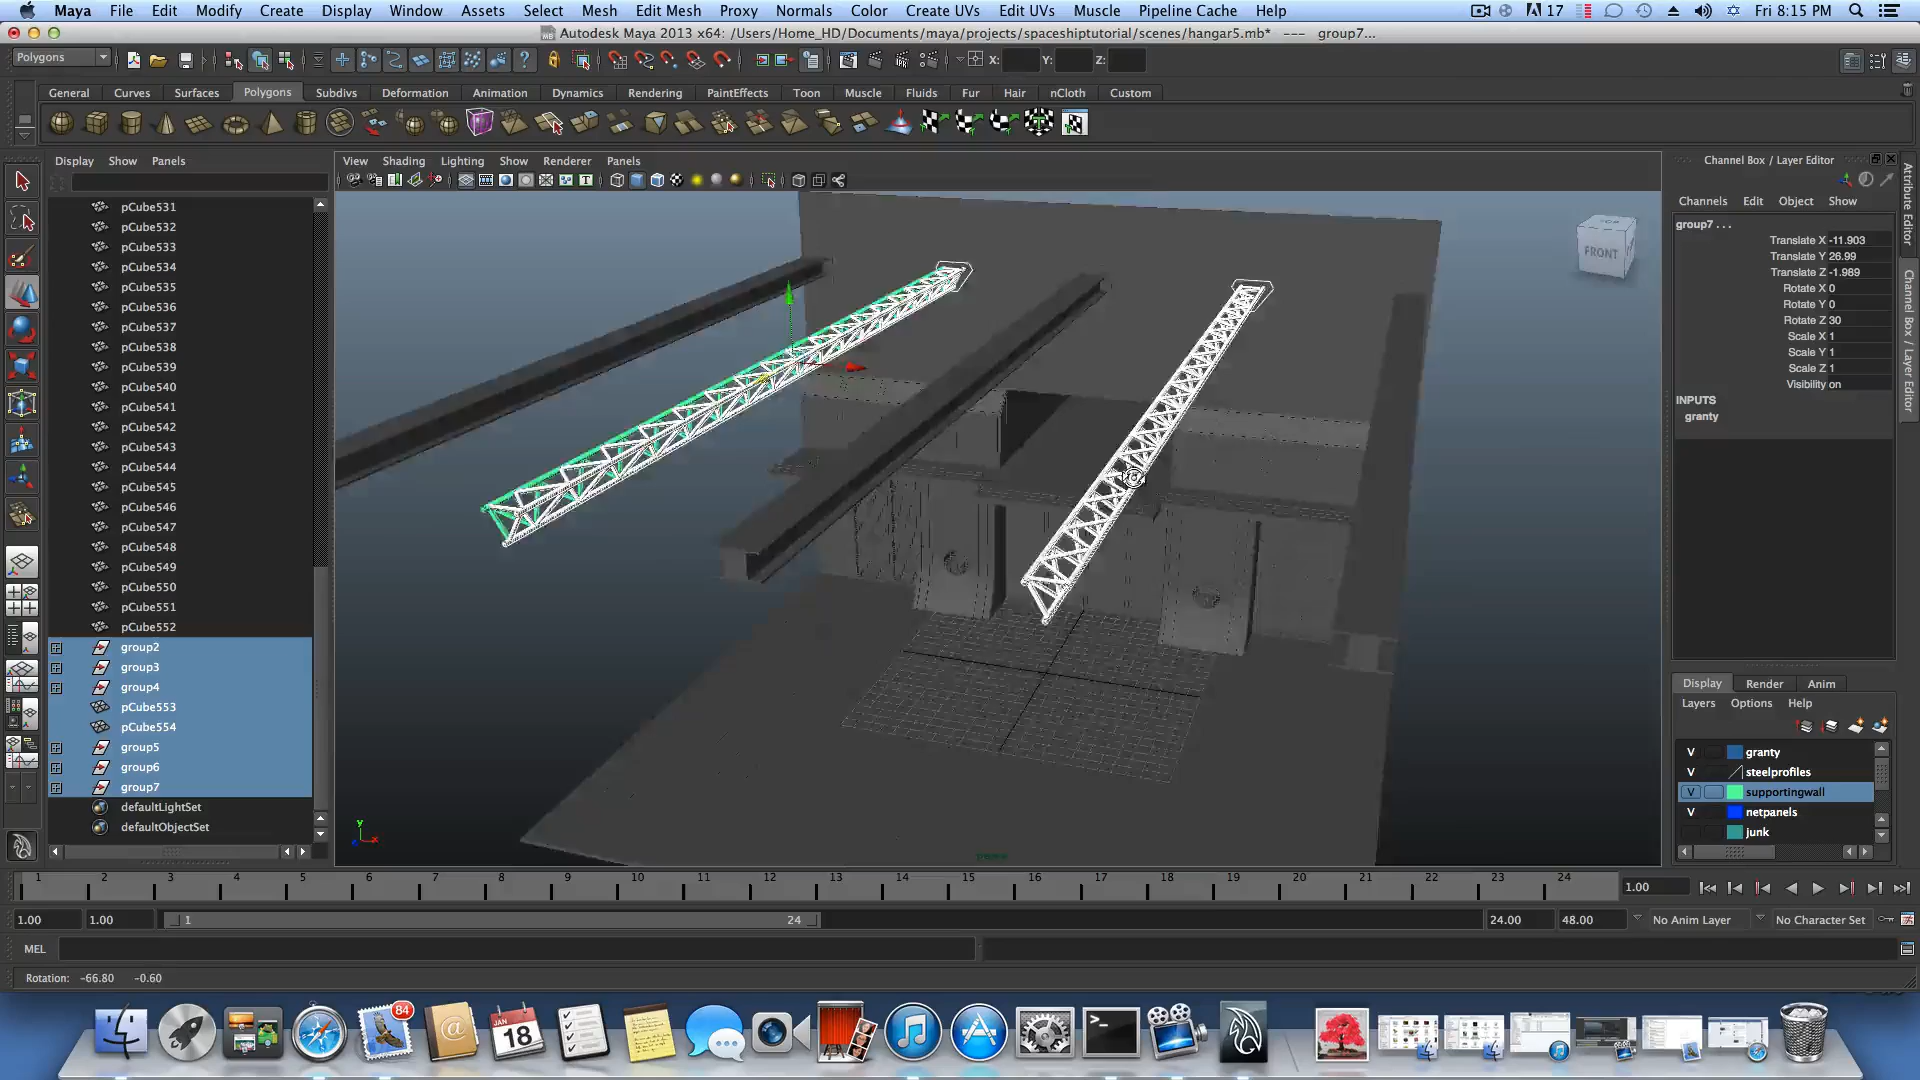 Maya File Edit Modify Create Display Window Assets Select Mesh Edit Mesh Proxy Normals Color Create UVs Edit UVs Muscle Pipeline Cache Help 17 Fri 8:15 PM
Autodesk Maya 2013 x64: /Users/Home_HD/Documents/maya/projects/spaceshiptutorial/scenes/hangar5.mb* --- group7...
Polygons X: Y: Z:
General Curves Surfaces Polygons Subdivs Deformation Animation Dynamics Rendering PaintEffects Toon Muscle Fluids Fur Hair nCloth Custom
Display Show Panels
View Shading Lighting Show Renderer Panels
Channel Box / Layer Editor
Channels Edit Object Show
pCube531
pCube532
pCube533
pCube534
pCube535
pCube536
pCube537
pCube538
pCube539
pCube540
pCube541
pCube542
pCube543
pCube544
pCube545
pCube546
pCube547
pCube548
pCube549
pCube550
pCube551
pCube552
group2
group3
group4
pCube553
pCube554
group5
group6
group7
defaultLightSet
defaultObjectSet
FRONT
y
x
group7 ...
Translate X -11.903
Translate Y 26.99
Translate Z -1.989
Rotate X 0
Rotate Y 0
Rotate Z 30
Scale X 1
Scale Y 1
Scale Z 1
Visibility on
INPUTS
granty
Attribute Editor
Channel Box / Layer Editor
Display Render Anim
Layers Options Help
V granty
V steelprofiles
V supportingwall
V netpanels
junk
1 2 3 4 5 6 7 8 9 10 11 12 13 14 15 16 17 18 19 20 21 22 23 24 1.00
1.00 1.00 1 24 24.00 48.00 No Anim Layer No Character Set
MEL
Rotation: -66.80 -0.60
84
JAN
18